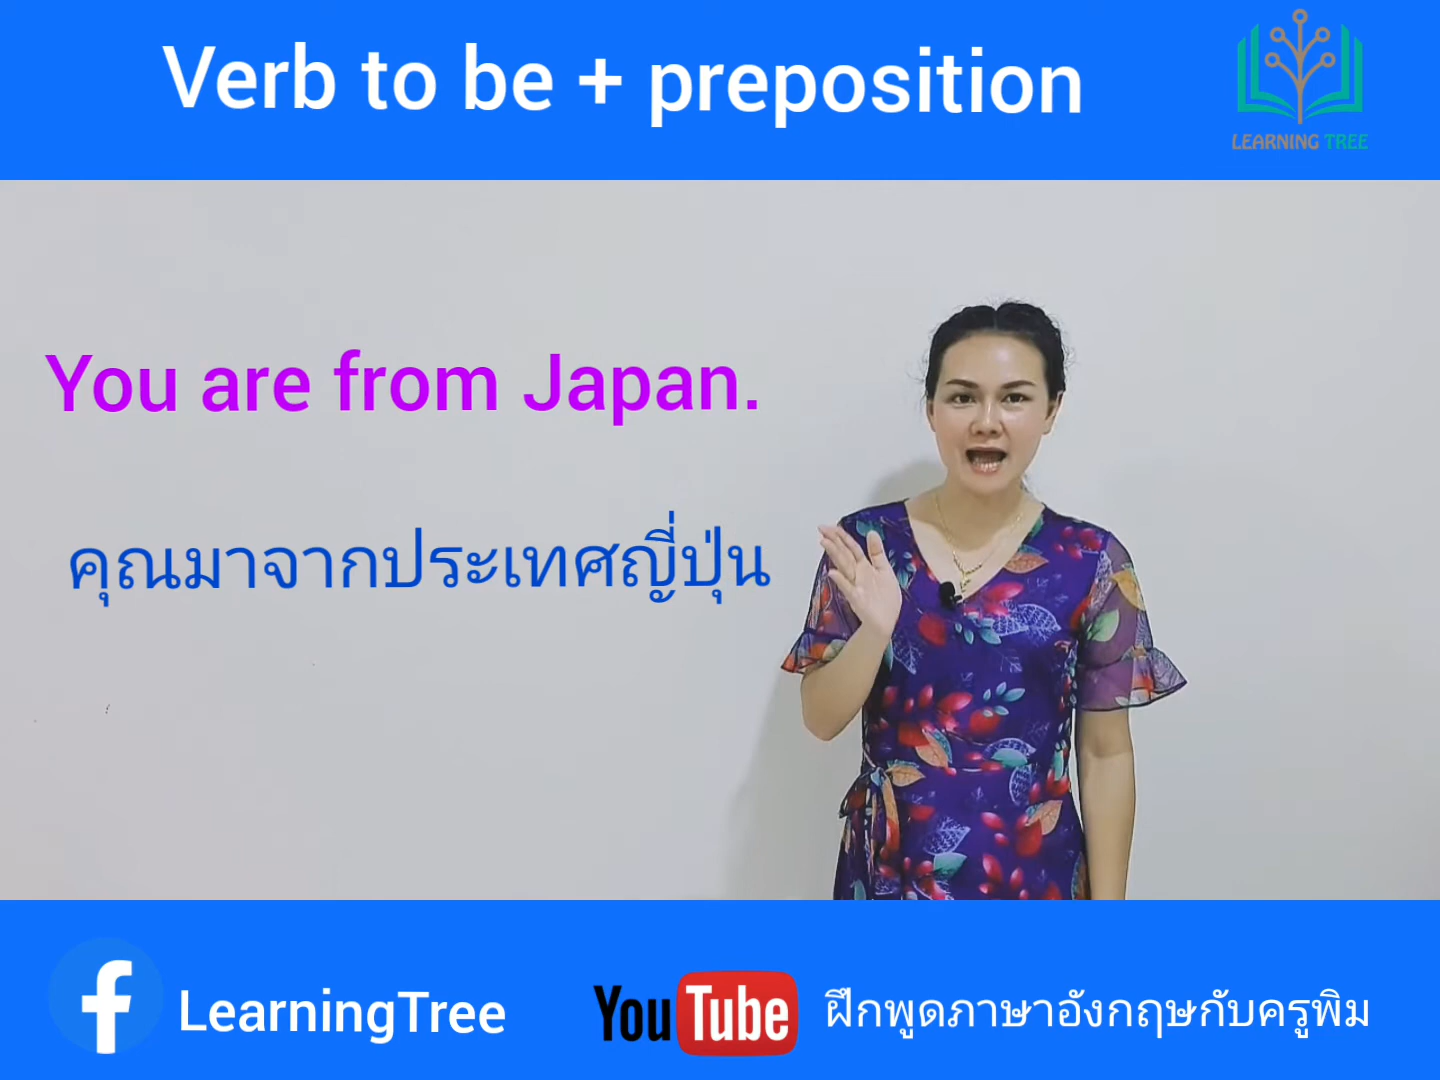 Verb to be + preposition
LEARNING TREE
You are from Japan.
คุณมาจากประเทศญี่ปุ่น
LearningTree
YouTube
ฝึกพูดภาษาอังกฤษกับครูพิม